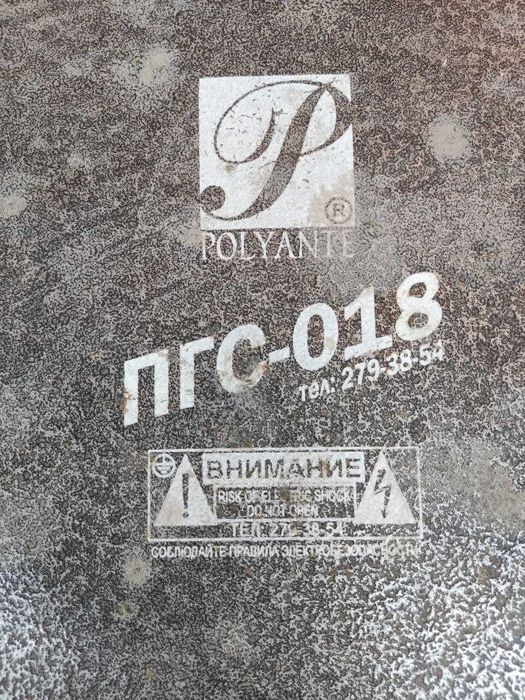 P
®
POLYANTE
ПГС-018
тел: 279-38-54
ВНИМАНИЕ
!
RISK OF ELECTRIC SHOCK
DO NOT OPEN
ТЕЛ: 279-38-54
СОБЛЮДАЙТЕ ПРАВИЛА ЭЛЕКТРОБЕЗОПАСНОСТИ